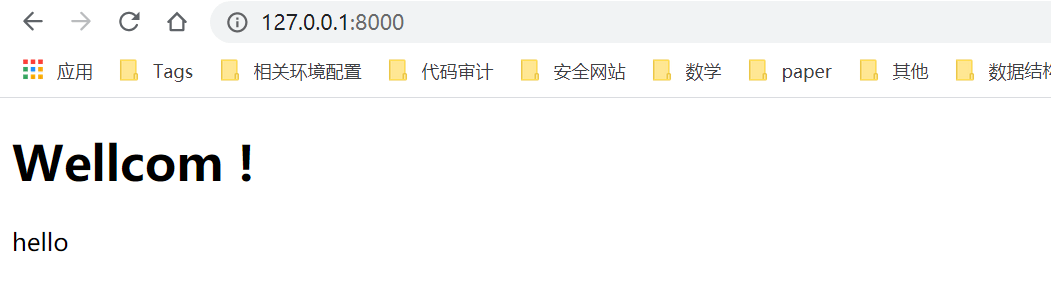 127.0.0.1:8000
应用 Tags 相关环境配置 代码审计 安全网站 数学 paper 其他 数据结构
Wellcom！
hello